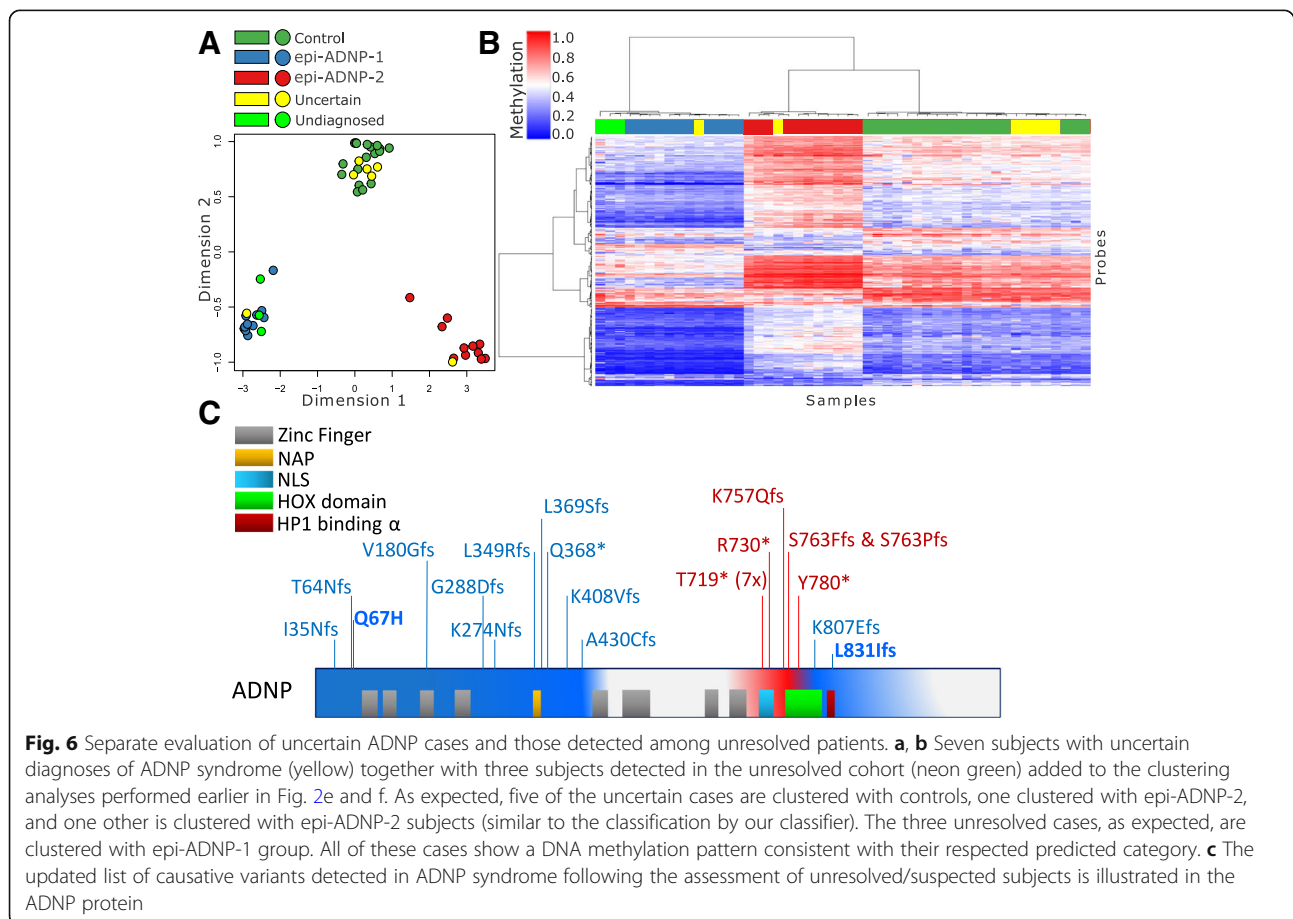 A
Control
epi-ADNP-1
epi-ADNP-2
Uncertain
Undiagnosed
Dimension 2
1.0
0.5
0.0
−0.5
−1.0
−3 −2 −1 0 1 2 3
Dimension 1
B
Methylation
1.0
0.8
0.6
0.4
0.2
0.0
Probes
Samples
C
Zinc Finger
NAP
NLS
HOX domain
HP1 binding α
K757Qfs
L369Sfs
V180Gfs L349Rfs Q368* R730* S763Ffs & S763Pfs
T64Nfs G288Dfs K408Vfs T719* (7x) Y780*
Q67H
I35Nfs K274Nfs A430Cfs K807Efs
L831Ifs
ADNP
Fig. 6 Separate evaluation of uncertain ADNP cases and those detected among unresolved patients. a, b Seven subjects with uncertain
diagnoses of ADNP syndrome (yellow) together with three subjects detected in the unresolved cohort (neon green) added to the clustering
analyses performed earlier in Fig. 2e and f. As expected, five of the uncertain cases are clustered with controls, one clustered with epi-ADNP-2,
and one other is clustered with epi-ADNP-2 subjects (similar to the classification by our classifier). The three unresolved cases, as expected, are
clustered with epi-ADNP-1 group. All of these cases show a DNA methylation pattern consistent with their respected predicted category. c The
updated list of causative variants detected in ADNP syndrome following the assessment of unresolved/suspected subjects is illustrated in the
ADNP protein